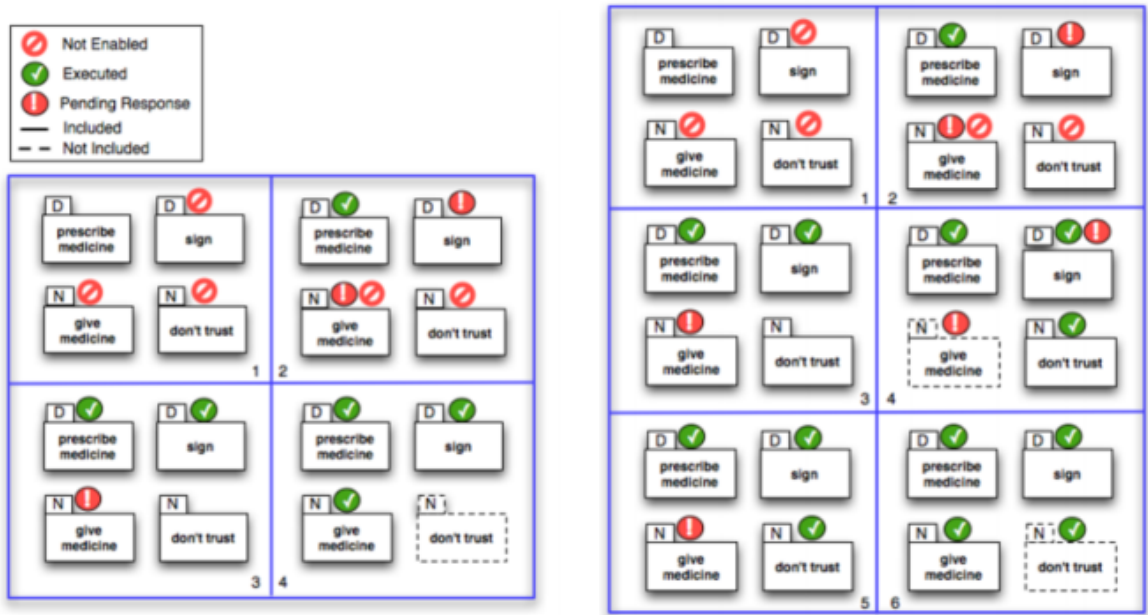 Not Enabled
Executed
Pending Response
Included
Not Included
D D
prescribe medicine
sign
N N
give medicine
don't trust
1
D D
prescribe medicine
sign
N N
give medicine
don't trust
2
D D
prescribe medicine
sign
N N
give medicine
don't trust
3
D D
prescribe medicine
sign
N N
give medicine
don't trust
4
D D
prescribe medicine
sign
N N
give medicine
don't trust
1
D D
prescribe medicine
sign
N N
give medicine
don't trust
2
D D
prescribe medicine
sign
N N
give medicine
don't trust
3
D D
prescribe medicine
sign
N N
give medicine
don't trust
4
D D
prescribe medicine
sign
N N
give medicine
don't trust
5
D D
prescribe medicine
sign
N N
give medicine
don't trust
6